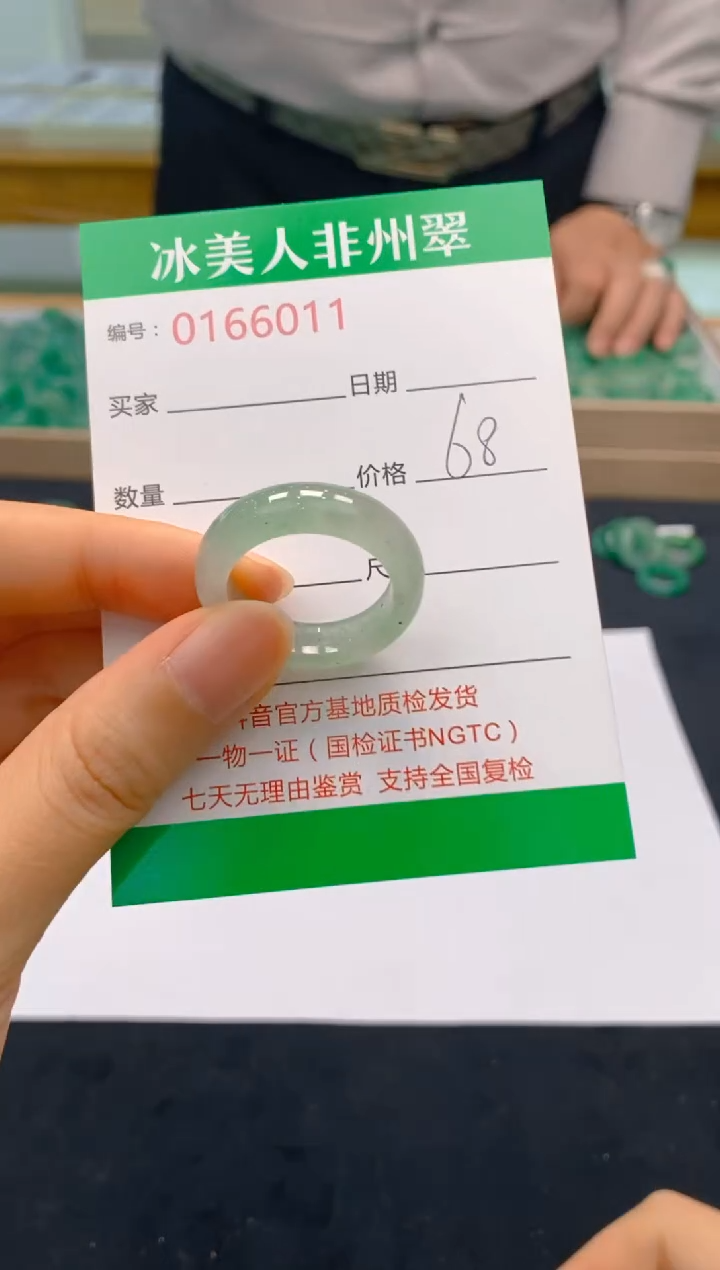 冰美人非州翠
编号：0166011
买家 日期
数量 价格 68
尺
音官方基地质检发货
一物一证（国检证书NGTC）
七天无理由鉴赏 支持全国复检